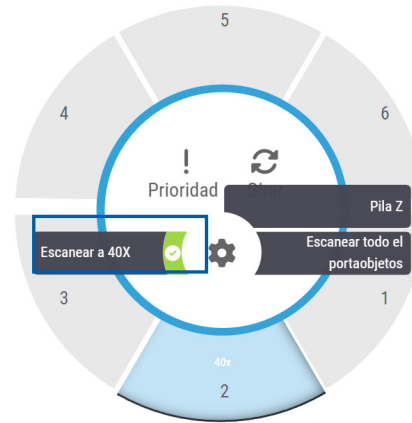 5
4
6
Prioridad
Pila Z
Escanear a 40X
Escanear todo el
portaobjetos
3
1
40x
2